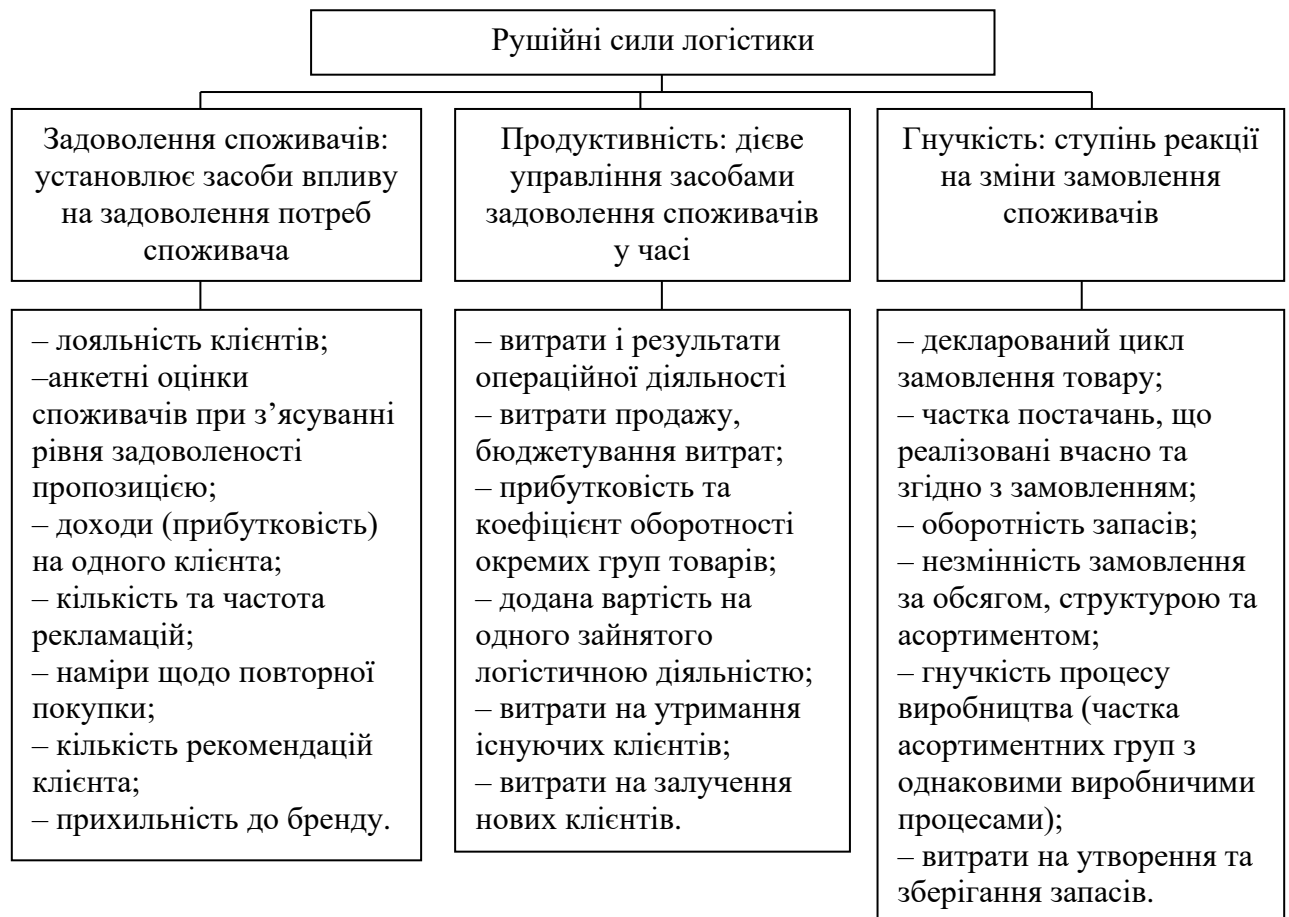 Рушійні сили логістики
Задоволення споживачів:
установлює засоби впливу
на задоволення потреб
споживача
Продуктивність: дієве
управління засобами
задоволення споживачів
у часі
Гнучкість: ступінь реакції
на зміни замовлення
споживачів
– лояльність клієнтів;
–анкетні оцінки
споживачів при з’ясуванні
рівня задоволеності
пропозицією;
– доходи (прибутковість)
на одного клієнта;
– кількість та частота
рекламацій;
– наміри щодо повторної
покупки;
– кількість рекомендацій
клієнта;
– прихильність до бренду.
– витрати і результати
операційної діяльності
– витрати продажу,
бюджетування витрат;
– прибутковість та
коефіцієнт оборотності
окремих груп товарів;
– додана вартість на
одного зайнятого
логістичною діяльністю;
– витрати на утримання
існуючих клієнтів;
– витрати на залучення
нових клієнтів.
– декларований цикл
замовлення товару;
– частка постачань, що
реалізовані вчасно та
згідно з замовленням;
– оборотність запасів;
– незмінність замовлення
за обсягом, структурою та
асортиментом;
– гнучкість процесу
виробництва (частка
асортиментних груп з
однаковими виробничими
процесами);
– витрати на утворення та
зберігання запасів.